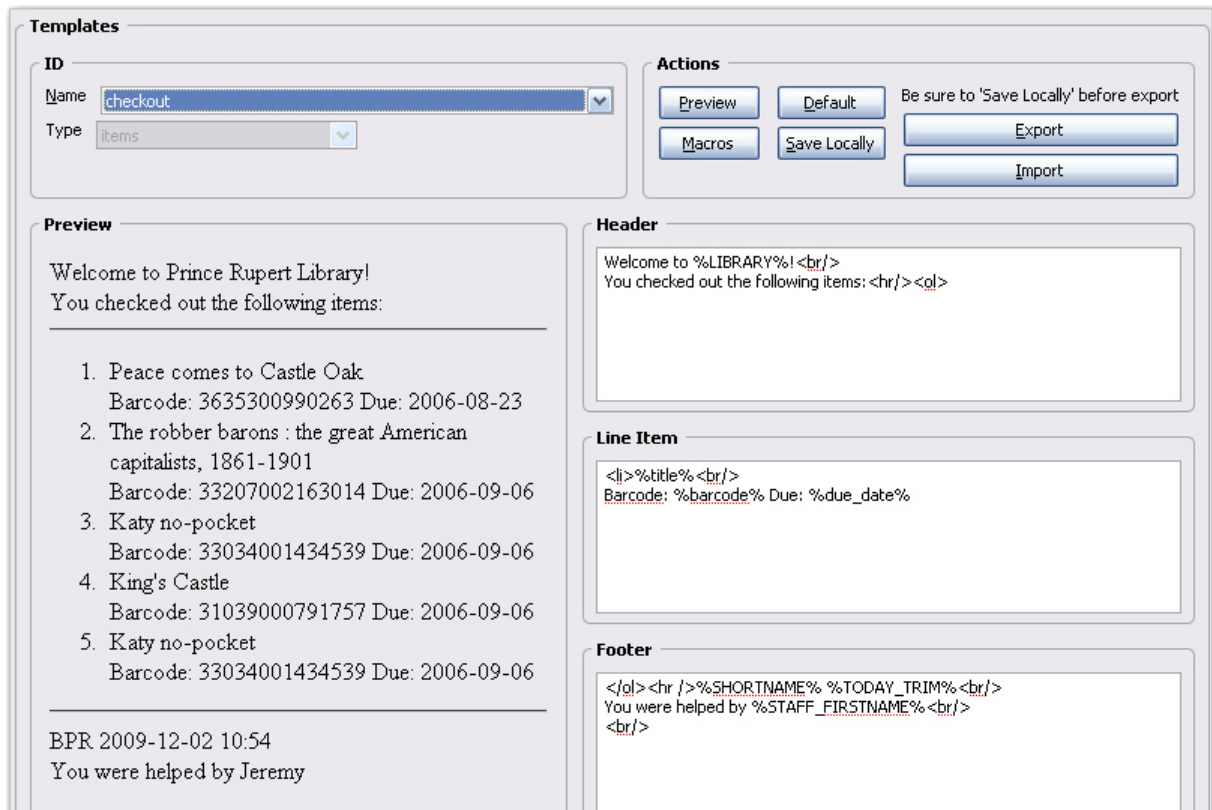 Templates
ID
Name checkout
Type items
Actions
Preview Default Be sure to 'Save Locally' before export
Macros Save Locally Export
Import
Preview
Welcome to Prince Rupert Library!
You checked out the following items:
1. Peace comes to Castle Oak
Barcode: 3635300990263 Due: 2006-08-23
2. The robber barons : the great American
capitalists, 1861-1901
Barcode: 33207002163014 Due: 2006-09-06
3. Katy no-pocket
Barcode: 33034001434539 Due: 2006-09-06
4. King's Castle
Barcode: 31039000791757 Due: 2006-09-06
5. Katy no-pocket
Barcode: 33034001434539 Due: 2006-09-06
BPR 2009-12-02 10:54
You were helped by Jeremy
Header
Welcome to %LIBRARY%!<br/>
You checked out the following items:<hr/><ol>
Line Item
<li>%title%<br/>
Barcode: %barcode% Due: %due_date%
Footer
</ol><hr />%SHORTNAME% %TODAY_TRIM%<br/>
You were helped by %STAFF_FIRSTNAME%<br/>
<br/>